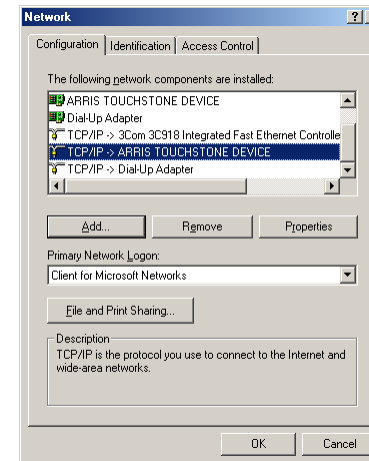 Network
?
Configuration
Identification
Access Control
The following network components are installed:
ARRIS TOUCHSTONE DEVICE
Dial-Up Adapter
TCP/IP -> 3Com 3C918 Integrated Fast Ethernet Controlle
TCP/IP -> ARRIS TOUCHSTONE DEVICE
TCP/IP -> Dial-Up Adapter
Add...
Remove
Properties
Primary Network Logon:
Client for Microsoft Networks
File and Print Sharing...
Description
TCP/IP is the protocol you use to connect to the Internet and
wide-area networks.
OK
Cancel